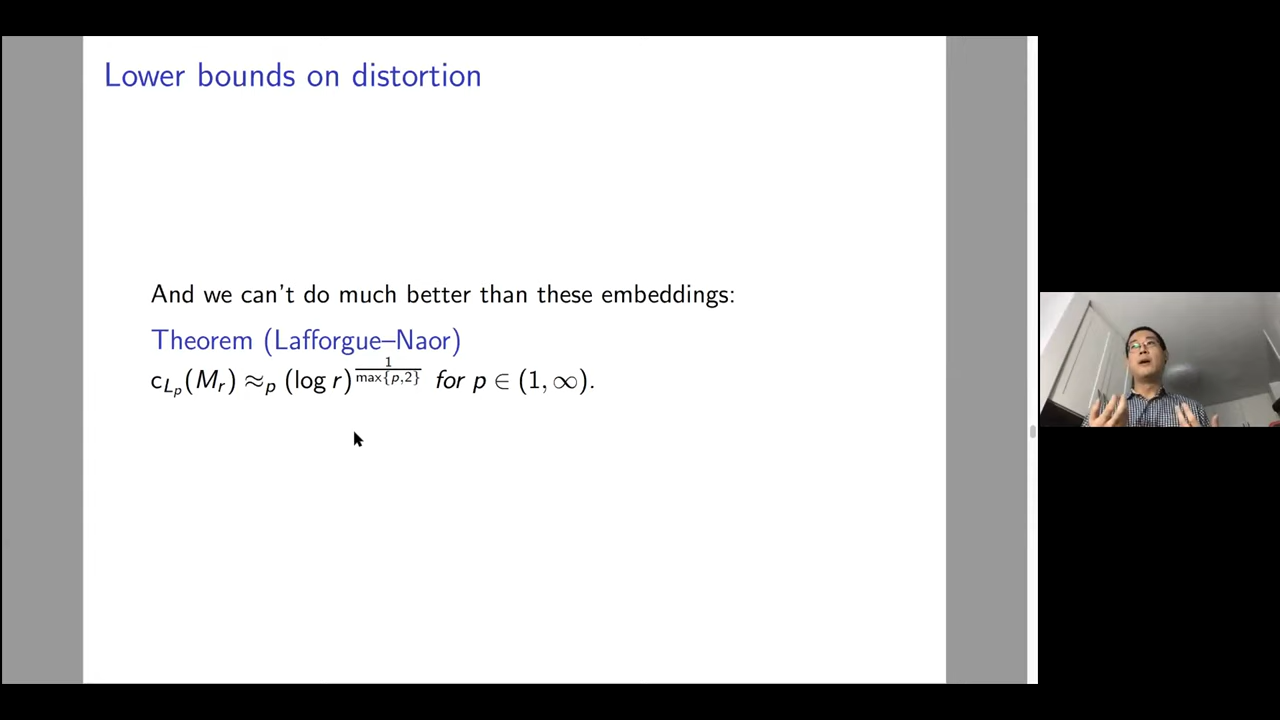 Lower bounds on distortion
And we can't do much better than these embeddings:
Theorem (Lafforgue–Naor)
c_{L_p}(M_r) ≈_p (log r)^{\frac{1}{max{p,2}}} for p ∈ (1, ∞).